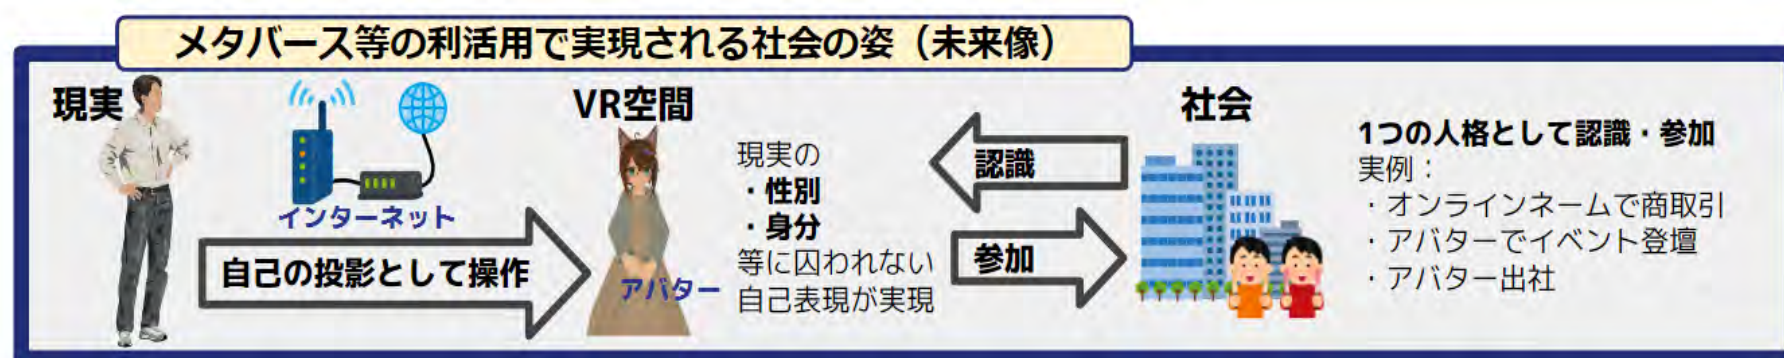 メタバース等の利活用で実現される社会の姿（未来像）
現実
インターネット
自己の投影として操作
VR空間
アバター
現実の
・性別
・身分
等に囚われない
自己表現が実現
認識
参加
社会
1つの人格として認識・参加
実例：
・オンラインネームで商取引
・アバターでイベント登壇
・アバター出社